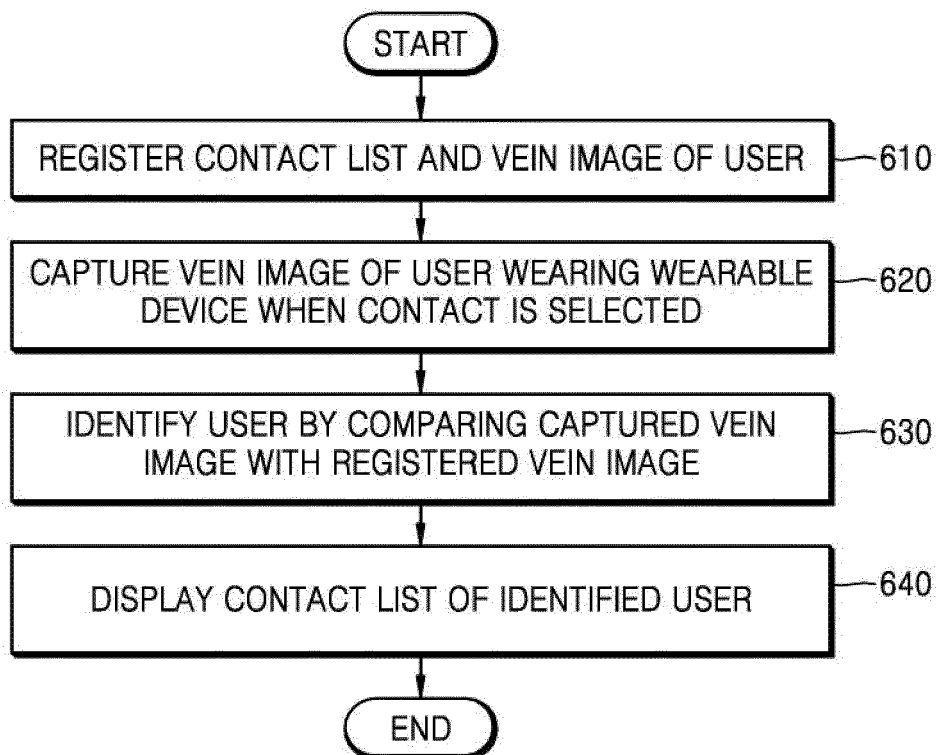 START
REGISTER CONTACT LIST AND VEIN IMAGE OF USER
610
CAPTURE VEIN IMAGE OF USER WEARING WEARABLE
DEVICE WHEN CONTACT IS SELECTED
620
IDENTIFY USER BY COMPARING CAPTURED VEIN
IMAGE WITH REGISTERED VEIN IMAGE
630
DISPLAY CONTACT LIST OF IDENTIFIED USER
640
END